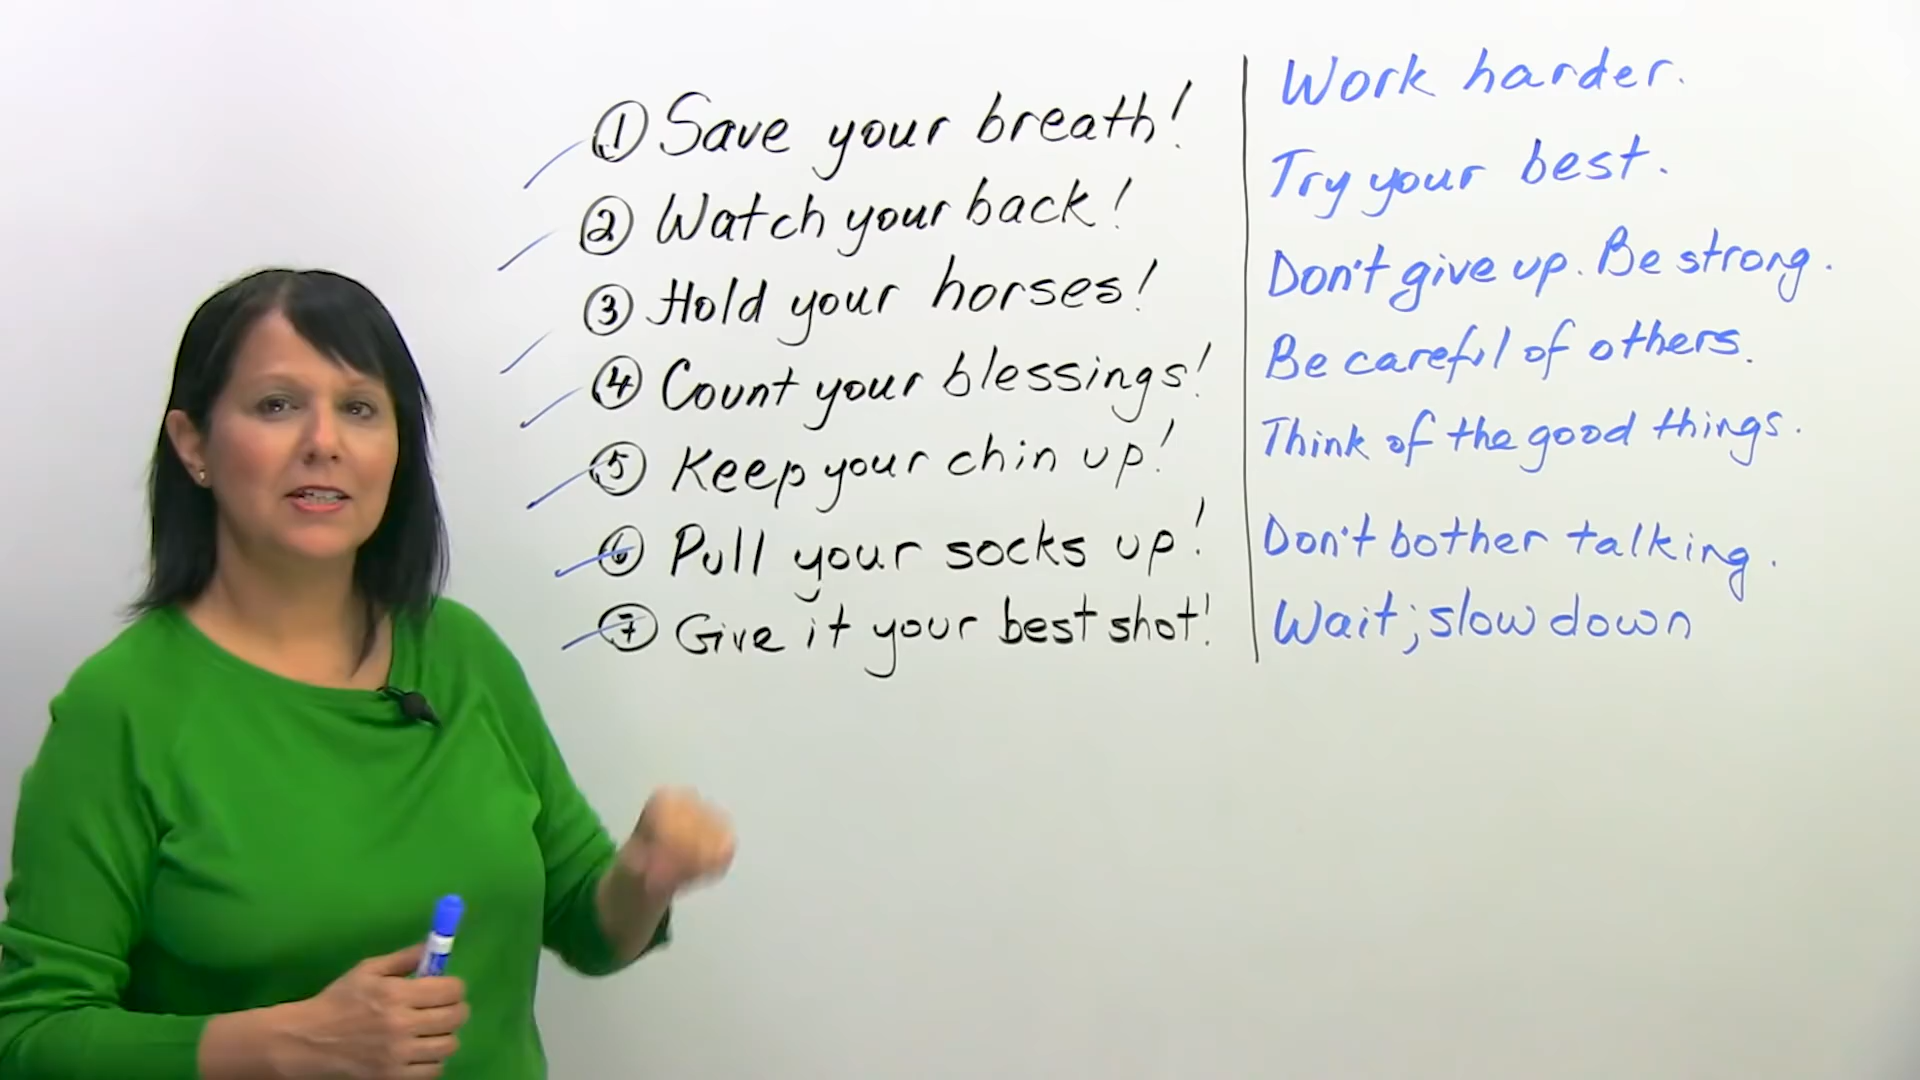 ① Save your breath!
② Watch your back!
③ Hold your horses!
④ Count your blessings!
⑤ Keep your chin up!
⑥ Pull your socks up!
⑦ Give it your best shot!
Work harder.
Try your best.
Don't give up. Be strong.
Be careful of others.
Think of the good things.
Don't bother talking.
Wait; slow down